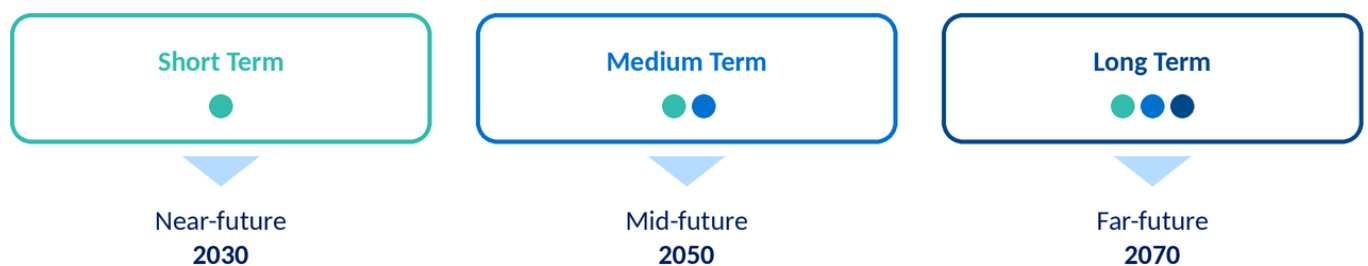 Short Term
Near-future
2030
Medium Term
Mid-future
2050
Long Term
Far-future
2070